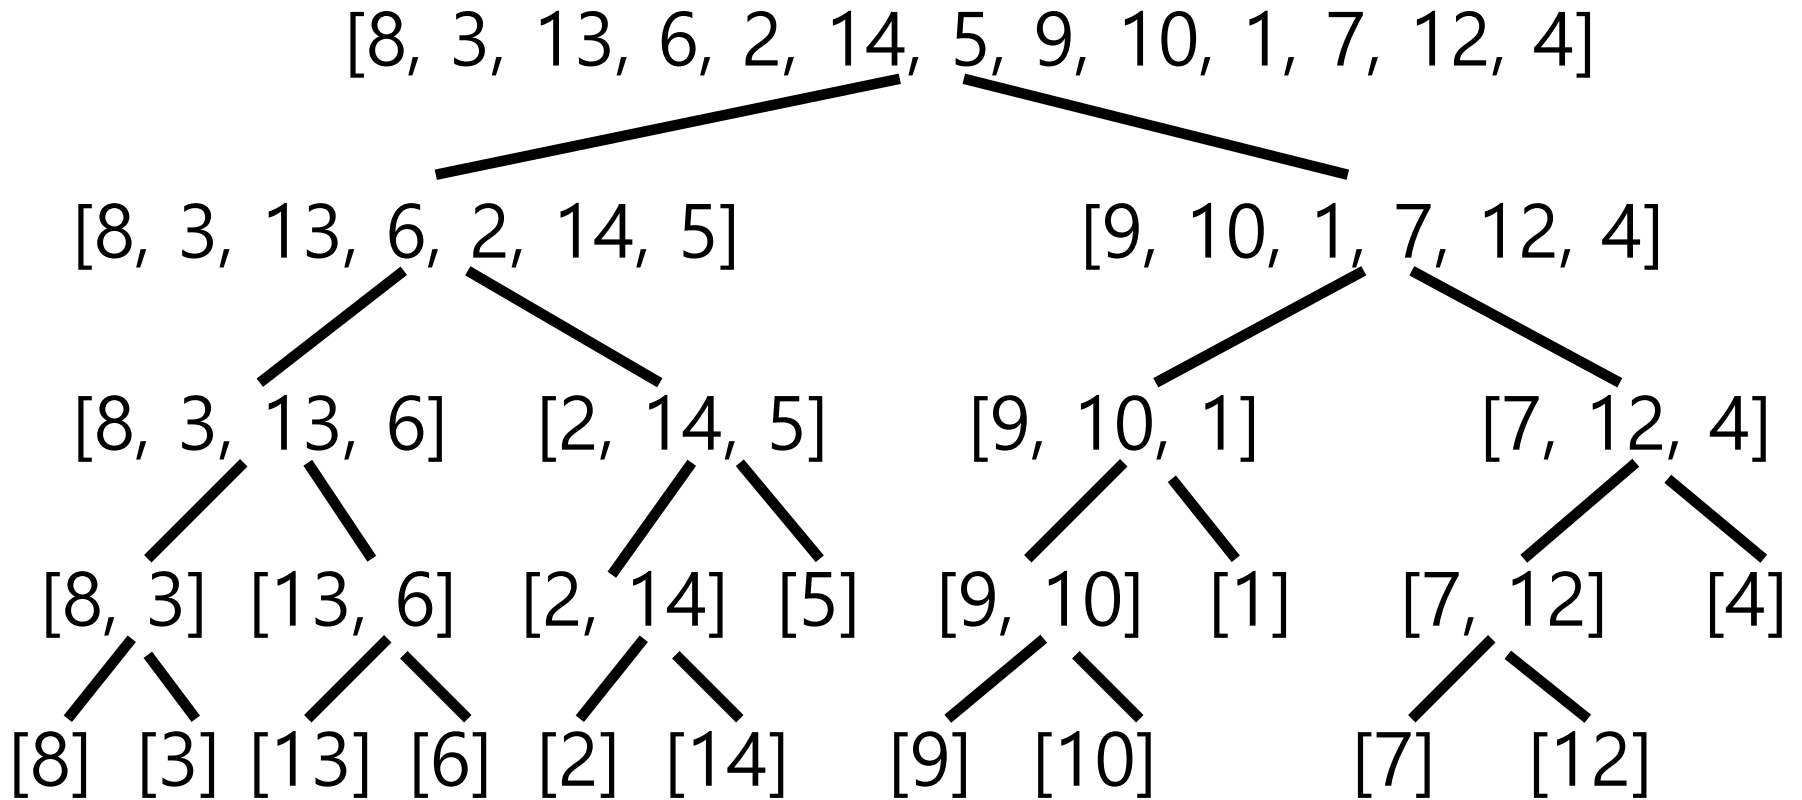 [8, 3, 13, 6, 2, 14, 5, 9, 10, 1, 7, 12, 4]
[8, 3, 13, 6, 2, 14, 5] [9, 10, 1, 7, 12, 4]
[8, 3, 13, 6] [2, 14, 5] [9, 10, 1] [7, 12, 4]
[8, 3] [13, 6] [2, 14] [5] [9, 10] [1] [7, 12] [4]
[8] [3] [13] [6] [2] [14] [9] [10] [7] [12]